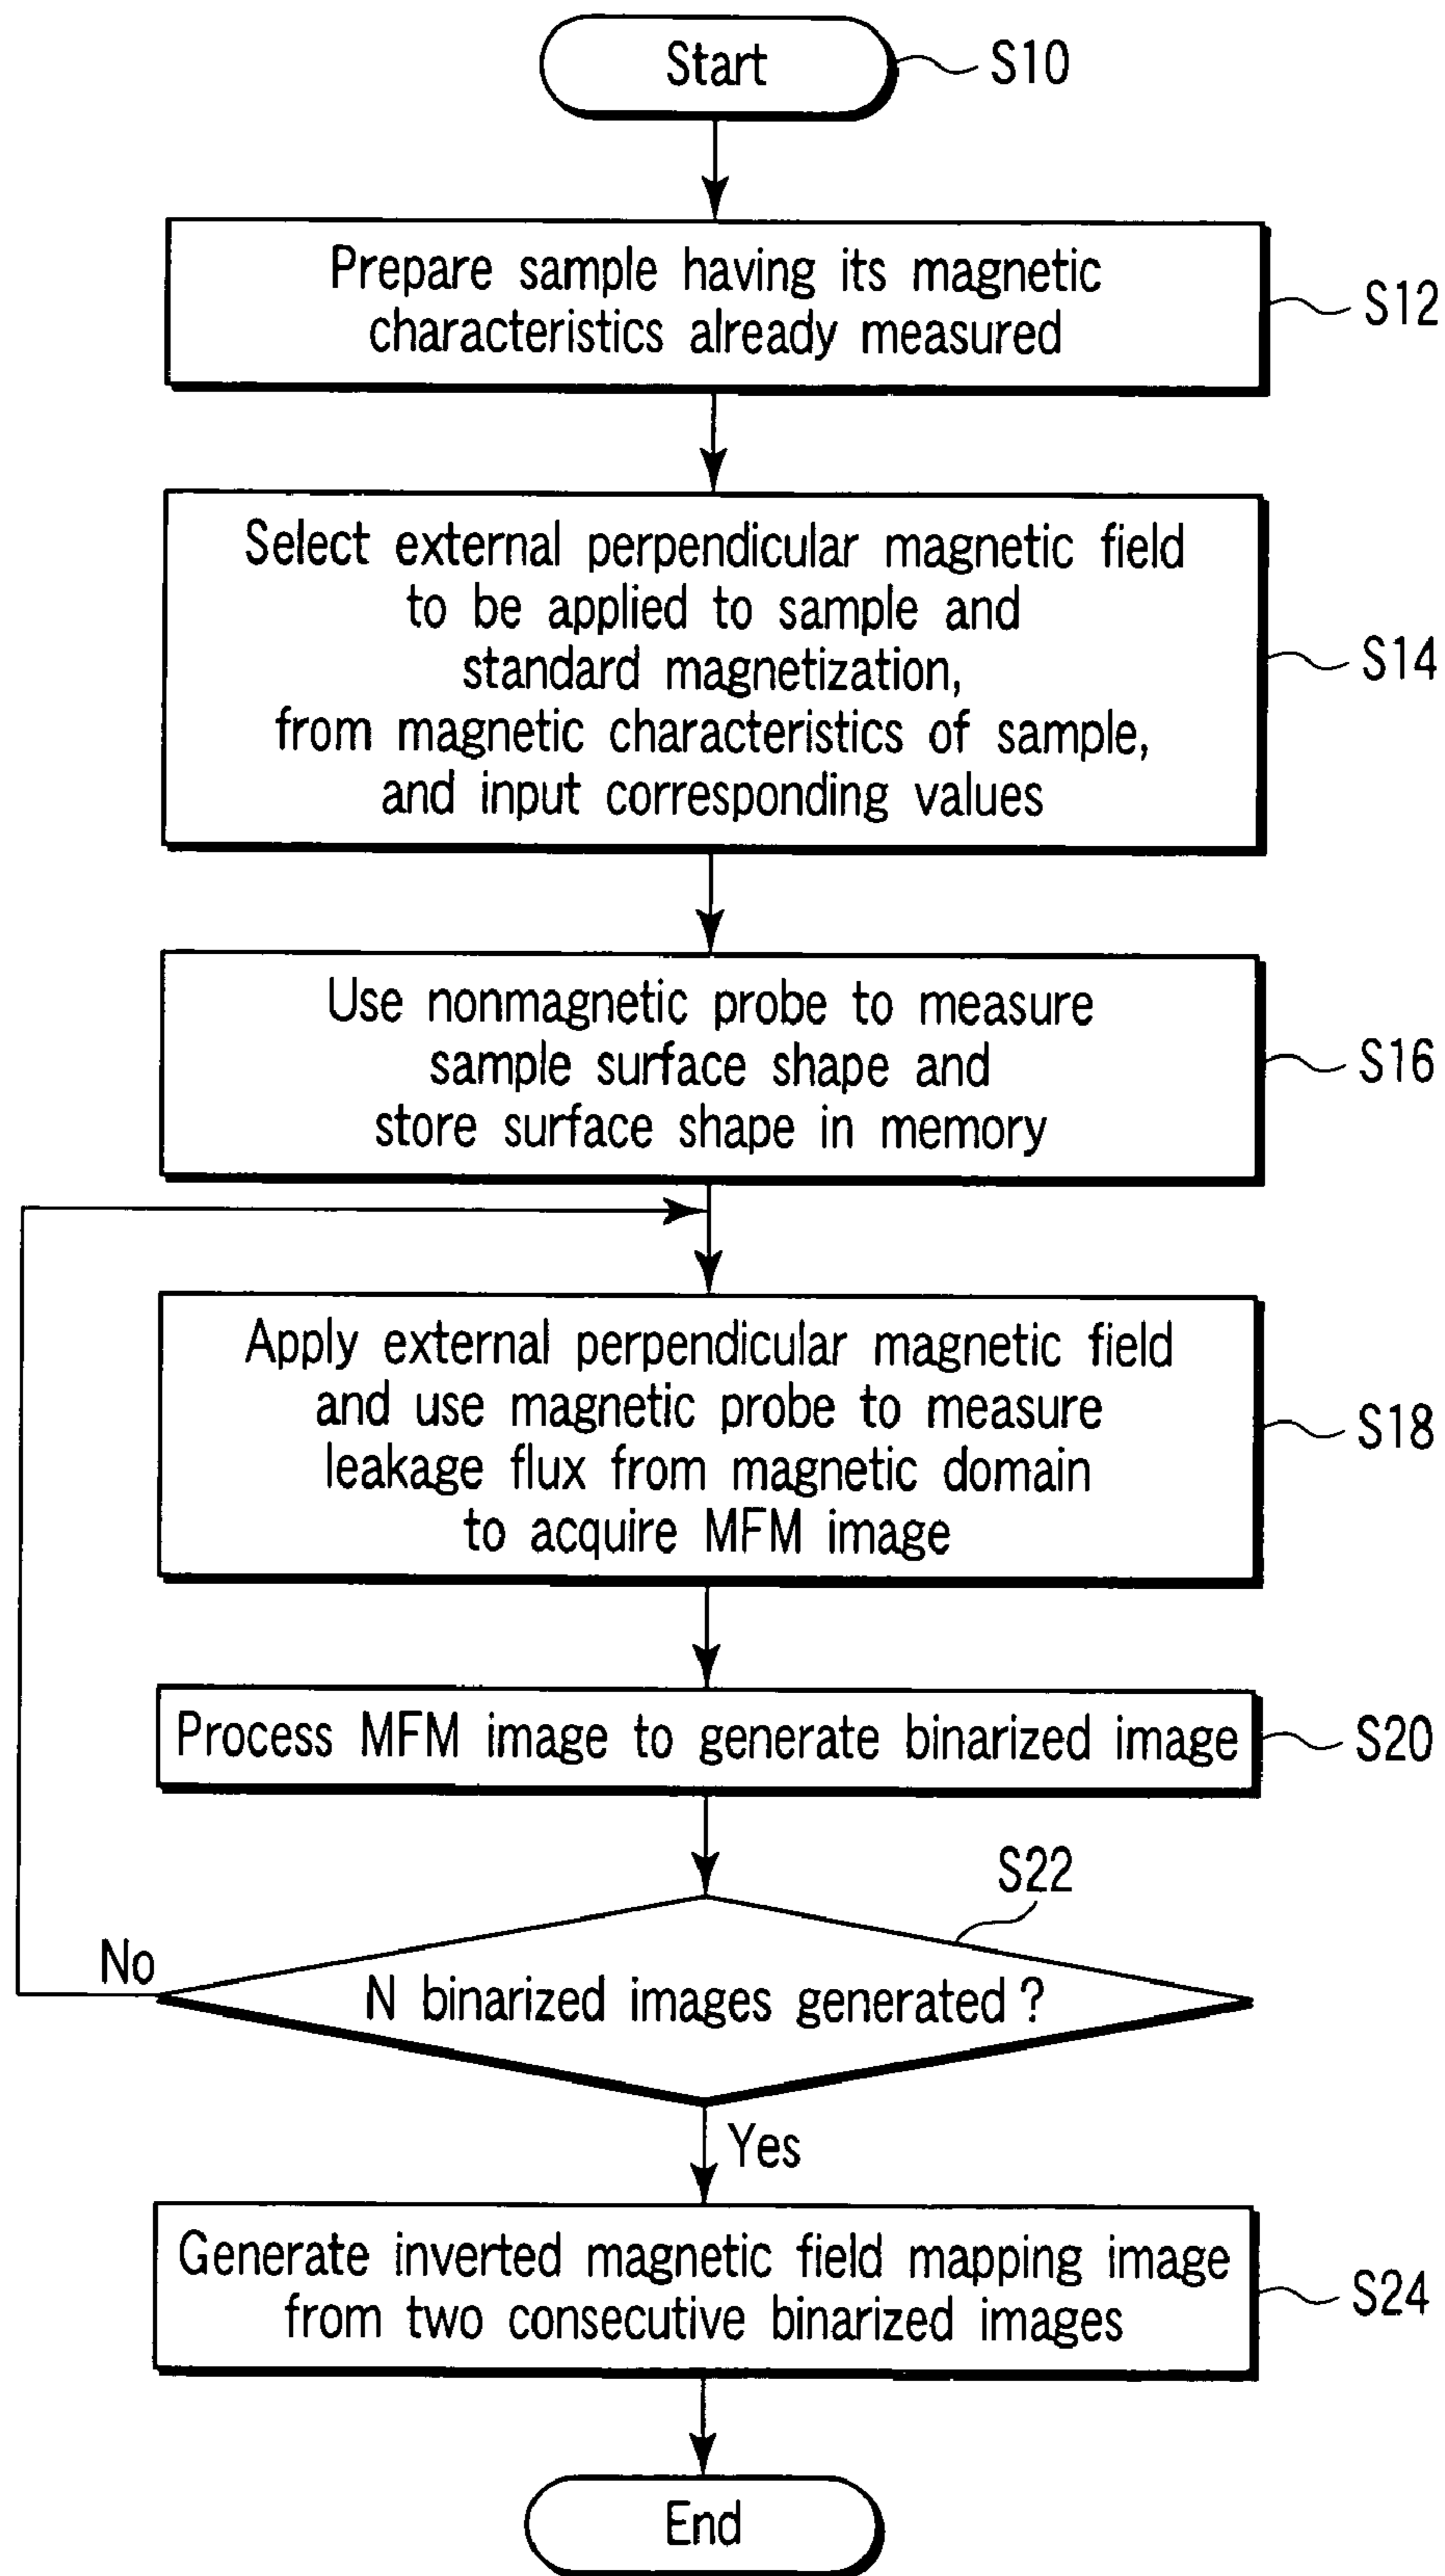 Start
S10
Prepare sample having its magnetic
characteristics already measured
S12
Select external perpendicular magnetic field
to be applied to sample and
standard magnetization,
from magnetic characteristics of sample,
and input corresponding values
S14
Use nonmagnetic probe to measure
sample surface shape and
store surface shape in memory
S16
Apply external perpendicular magnetic field
and use magnetic probe to measure
leakage flux from magnetic domain
to acquire MFM image
S18
Process MFM image to generate binarized image
S20
S22
No
N binarized images generated ?
Yes
Generate inverted magnetic field mapping image
from two consecutive binarized images
S24
End